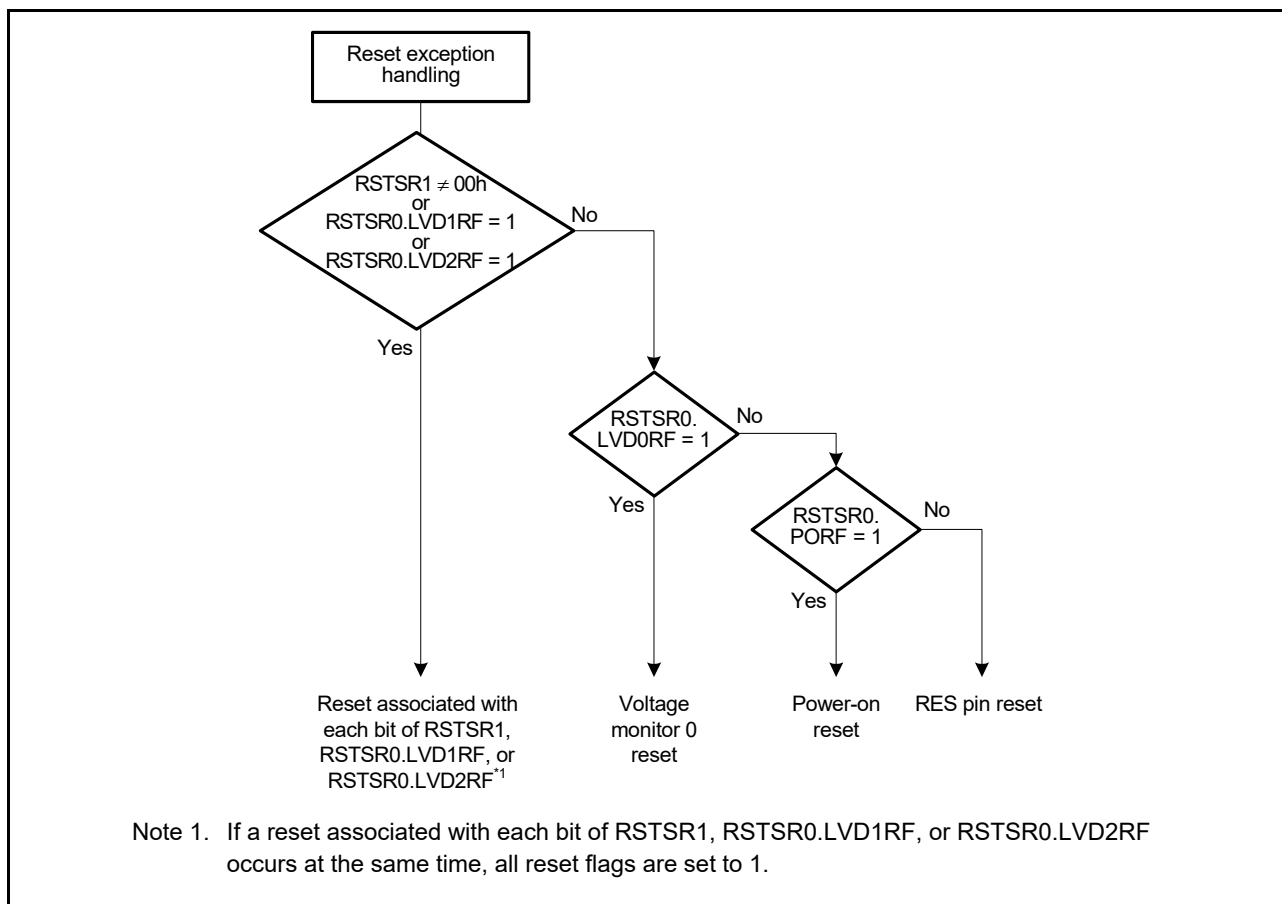 Reset exception
handling
RSTSR1 ≠ 00h
or
RSTSR0.LVD1RF = 1
or
RSTSR0.LVD2RF = 1
No
Yes
RSTSR0.
LVD0RF = 1
No
Yes
RSTSR0.
PORF = 1
No
Yes
Reset associated with
each bit of RSTSR1,
RSTSR0.LVD1RF, or
RSTSR0.LVD2RF*1
Voltage
monitor 0
reset
Power-on
reset
RES pin reset
Note 1. If a reset associated with each bit of RSTSR1, RSTSR0.LVD1RF, or RSTSR0.LVD2RF
occurs at the same time, all reset flags are set to 1.